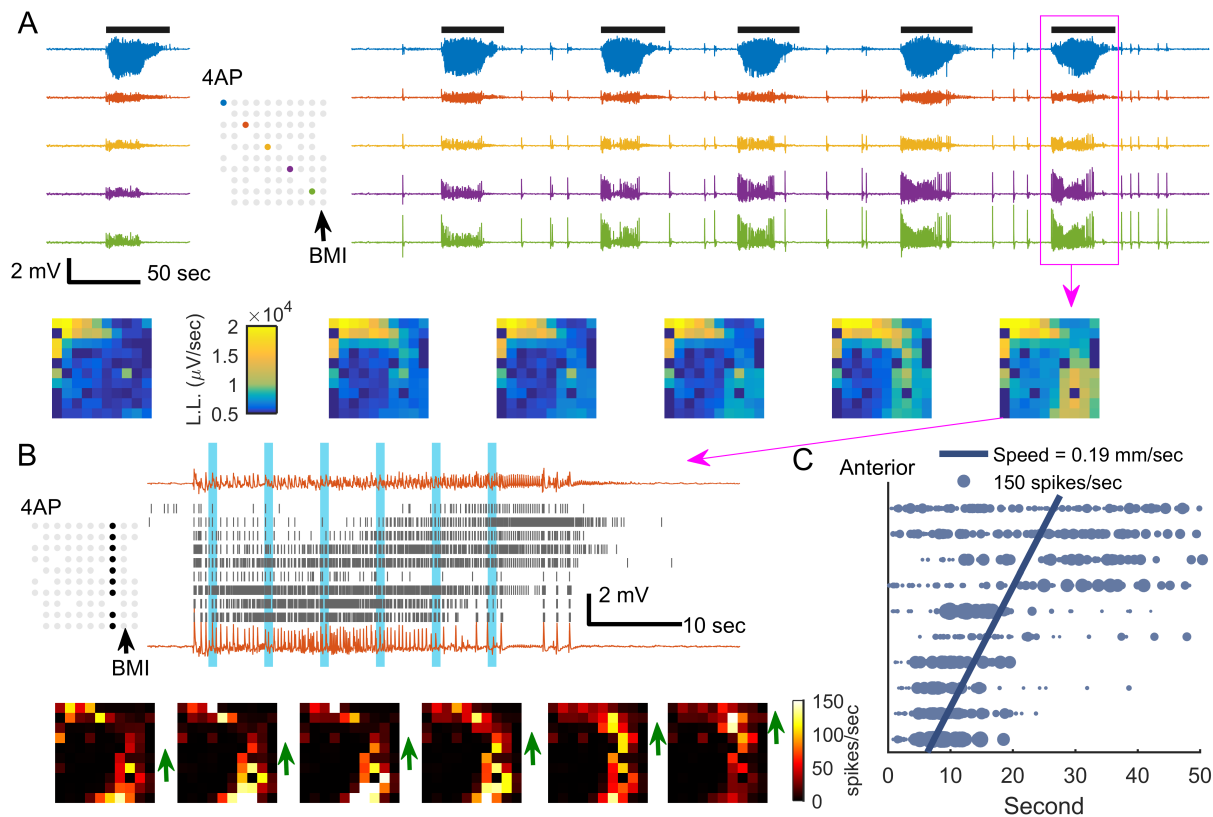 A
4AP
BMI
2 mV
50 sec
×10⁴
2
1.5
1
0.5
L.L. (μV/sec)
B
4AP
BMI
2 mV
10 sec
150
100
50
0
spikes/sec
C
Anterior
Speed = 0.19 mm/sec
150 spikes/sec
0
10
20
30
40
50
Second